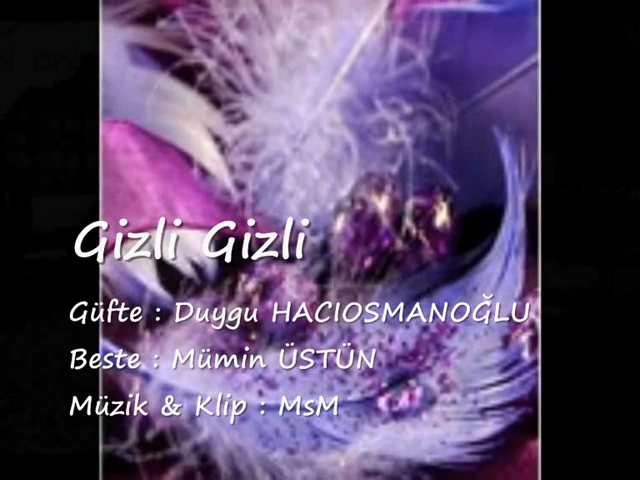 Gizli Gizli
Güfte : Duygu HACIOSMANOĞLU
Beste : Mümin ÜSTÜN
Müzik & Klip : MsM